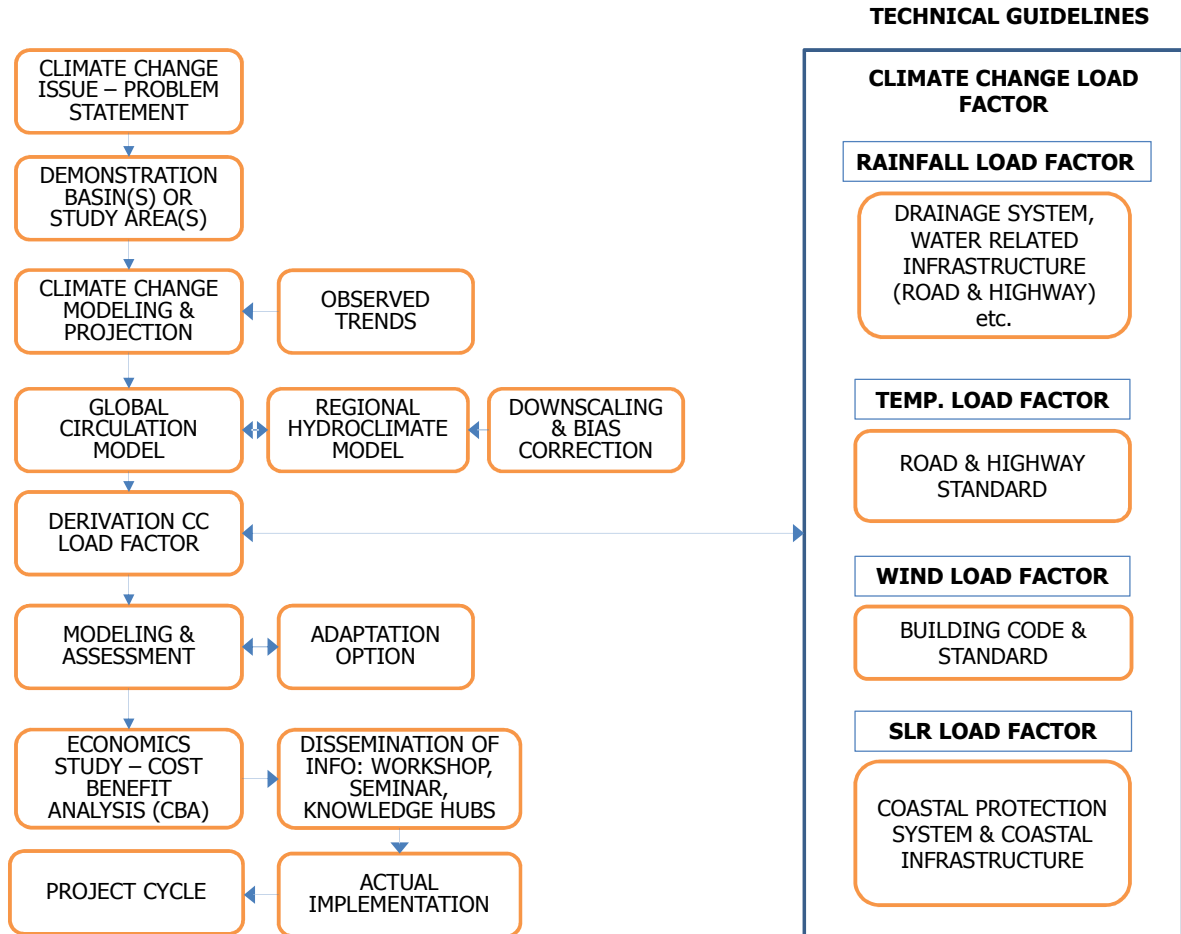 TECHNICAL GUIDELINES
CLIMATE CHANGE
ISSUE – PROBLEM
STATEMENT
DEMONSTRATION
BASIN(S) OR
STUDY AREA(S)
CLIMATE CHANGE
MODELING &
PROJECTION
OBSERVED
TRENDS
GLOBAL
CIRCULATION
MODEL
REGIONAL
HYDROCLIMATE
MODEL
DOWNSCALING
& BIAS
CORRECTION
DERIVATION CC
LOAD FACTOR
MODELING &
ASSESSMENT
ADAPTATION
OPTION
ECONOMICS
STUDY – COST
BENEFIT
ANALYSIS (CBA)
DISSEMINATION OF
INFO: WORKSHOP,
SEMINAR,
KNOWLEDGE HUBS
PROJECT CYCLE
ACTUAL
IMPLEMENTATION
CLIMATE CHANGE LOAD
FACTOR
RAINFALL LOAD FACTOR
DRAINAGE SYSTEM,
WATER RELATED
INFRASTRUCTURE
(ROAD & HIGHWAY)
etc.
TEMP. LOAD FACTOR
ROAD & HIGHWAY
STANDARD
WIND LOAD FACTOR
BUILDING CODE &
STANDARD
SLR LOAD FACTOR
COASTAL PROTECTION
SYSTEM & COASTAL
INFRASTRUCTURE